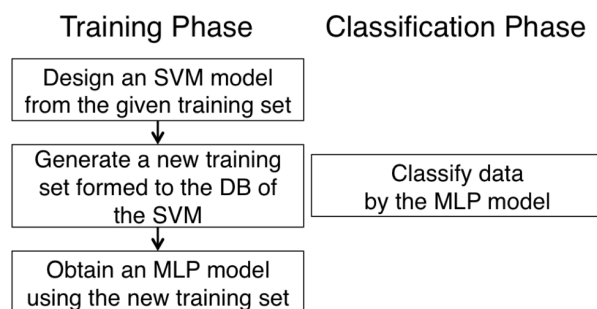 Training Phase
Classification Phase
Design an SVM model
from the given training set
Generate a new training
set formed to the DB of
the SVM
Classify data
by the MLP model
Obtain an MLP model
using the new training set